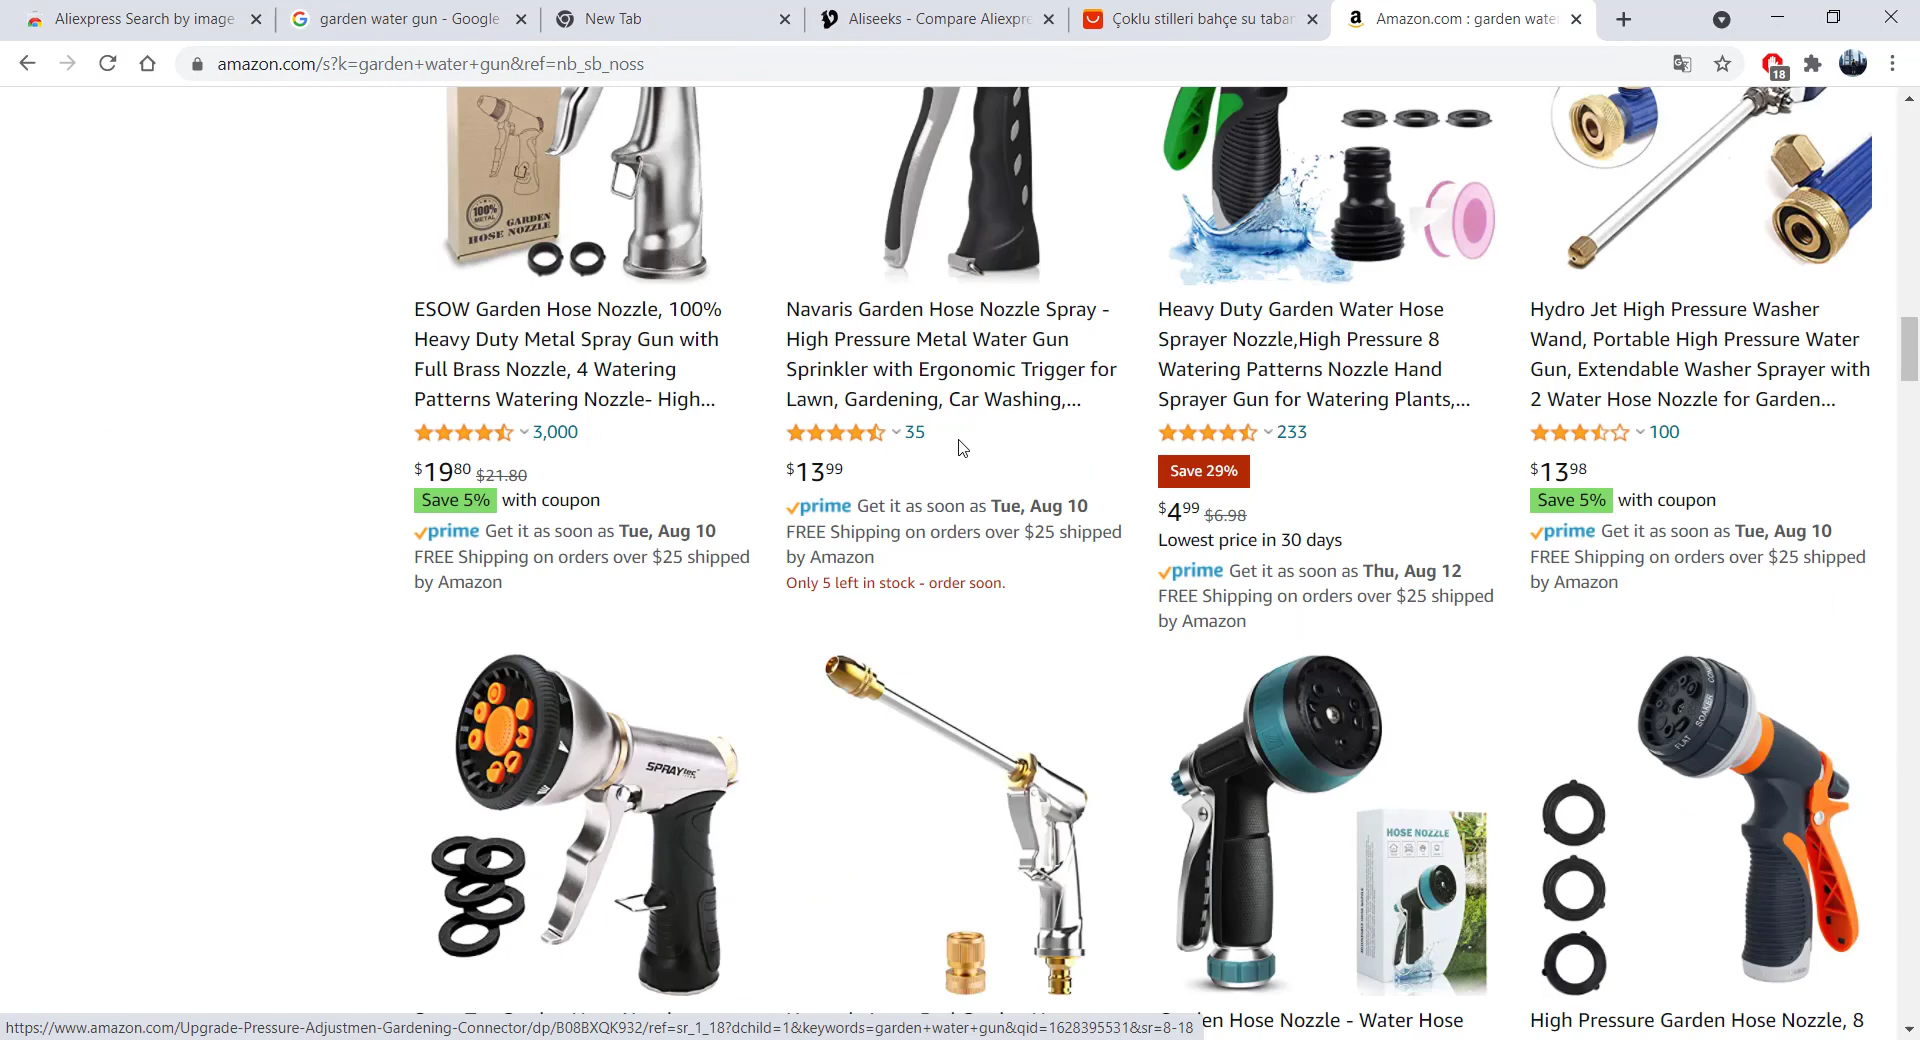 Aliexpress Search by image
garden water gun - Google
New Tab
Aliseeks - Compare Aliexpre
Çoklu stilleri bahçe su taban
Amazon.com : garden wate
amazon.com/s?k=garden+water+gun&ref=nb_sb_noss
18
100%
METAL
GARDEN
HOSE NOZZLE
ESOW Garden Hose Nozzle, 100%
Heavy Duty Metal Spray Gun with
Full Brass Nozzle, 4 Watering
Patterns Watering Nozzle- High...
3,000
$19.80 $21.80
Save 5% with coupon
prime Get it as soon as Tue, Aug 10
FREE Shipping on orders over $25 shipped
by Amazon
Navaris Garden Hose Nozzle Spray -
High Pressure Metal Water Gun
Sprinkler with Ergonomic Trigger for
Lawn, Gardening, Car Washing,...
35
$13.99
prime Get it as soon as Tue, Aug 10
FREE Shipping on orders over $25 shipped
by Amazon
Only 5 left in stock - order soon.
Heavy Duty Garden Water Hose
Sprayer Nozzle,High Pressure 8
Watering Patterns Nozzle Hand
Sprayer Gun for Watering Plants,...
233
Save 29%
$4.99 $6.98
Lowest price in 30 days
prime Get it as soon as Thu, Aug 12
FREE Shipping on orders over $25 shipped
by Amazon
Hydro Jet High Pressure Washer
Wand, Portable High Pressure Water
Gun, Extendable Washer Sprayer with
2 Water Hose Nozzle for Garden...
100
$13.98
Save 5% with coupon
prime Get it as soon as Tue, Aug 10
FREE Shipping on orders over $25 shipped
by Amazon
SPRAYtec
HOSE NOZZLE
FLAT
SOAKER
den Hose Nozzle - Water Hose
High Pressure Garden Hose Nozzle, 8
https://www.amazon.com/Upgrade-Pressure-Adjustmen-Gardening-Connector/dp/B08BXQK932/ref=sr_1_18?dchild=1&keywords=garden+water+gun&qid=1628395531&sr=8-18